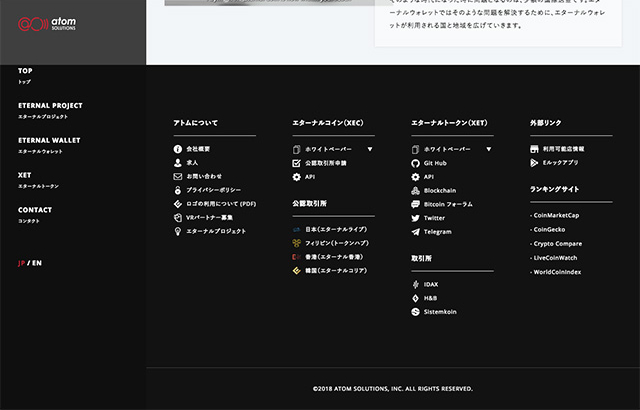 atom
SOLUTIONS
ーナルウォレットではそのような問題を解決するために、エターナルウォレ
ットが利用される国と地域を広げていきます。
TOP
トップ
ETERNAL PROJECT
エターナルプロジェクト
ETERNAL WALLET
エターナルウォレット
XET
エターナルトークン
CONTACT
コンタクト
JP / EN
アトムについて
会社概要
求人
お問い合わせ
プライバシーポリシー
ロゴの利用について (PDF)
VRパートナー募集
エターナルプロジェクト
エターナルコイン(XEC)
ホワイトペーパー ▼
公認取引所申請
API
公認取引所
日本(エターナルライブ)
フィリピン(トークンハブ)
香港(エターナル香港)
韓国(エターナルコリア)
エターナルトークン(XET)
ホワイトペーパー ▼
Git Hub
API
Blockchain
Bitcoin フォーラム
Twitter
Telegram
取引所
IDAX
H&B
Sistemkoin
外部リンク
利用可能店情報
Eルックアプリ
ランキングサイト
- CoinMarketCap
- CoinGecko
- Crypto Compare
- LiveCoinWatch
- WorldCoinIndex
©2018 ATOM SOLUTIONS, INC. ALL RIGHTS RESERVED.